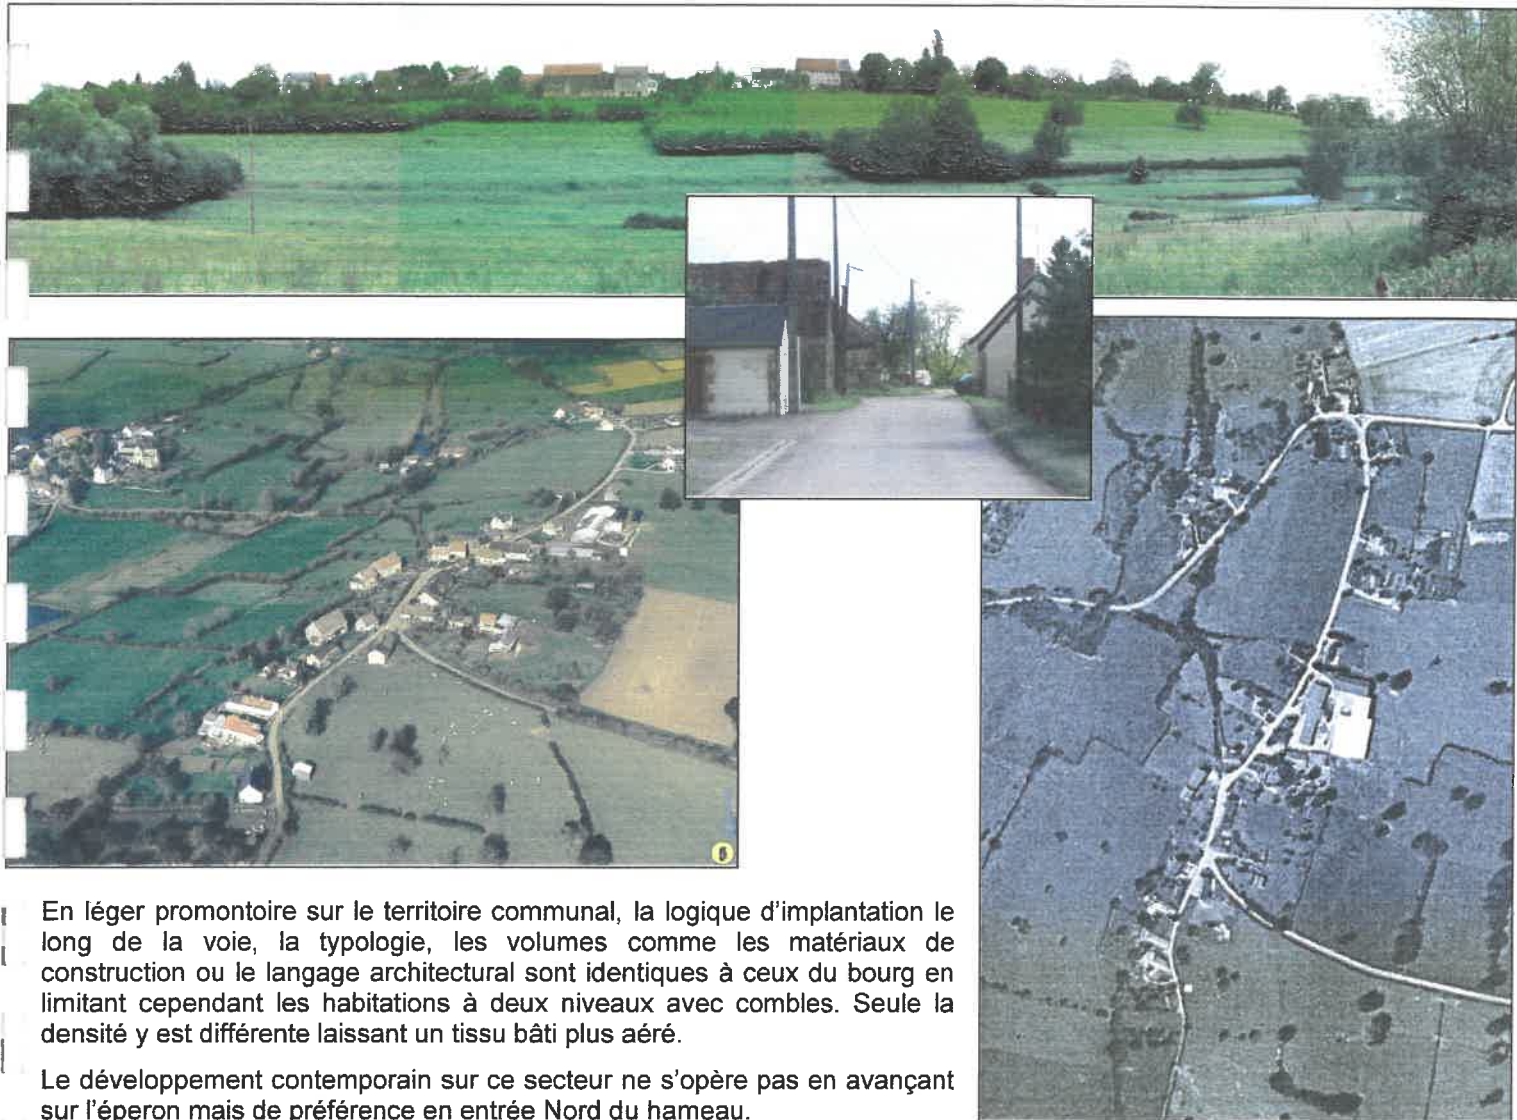 En léger promontoire sur le territoire communal, la logique d'implantation le
long de la voie, la typologie, les volumes comme les matériaux de
construction ou le langage architectural sont identiques à ceux du bourg en
limitant cependant les habitations à deux niveaux avec combles. Seule la
densité y est différente laissant un tissu bâti plus aéré.
Le développement contemporain sur ce secteur ne s'opère pas en avançant
sur l'éperon mais de préférence en entrée Nord du hameau.